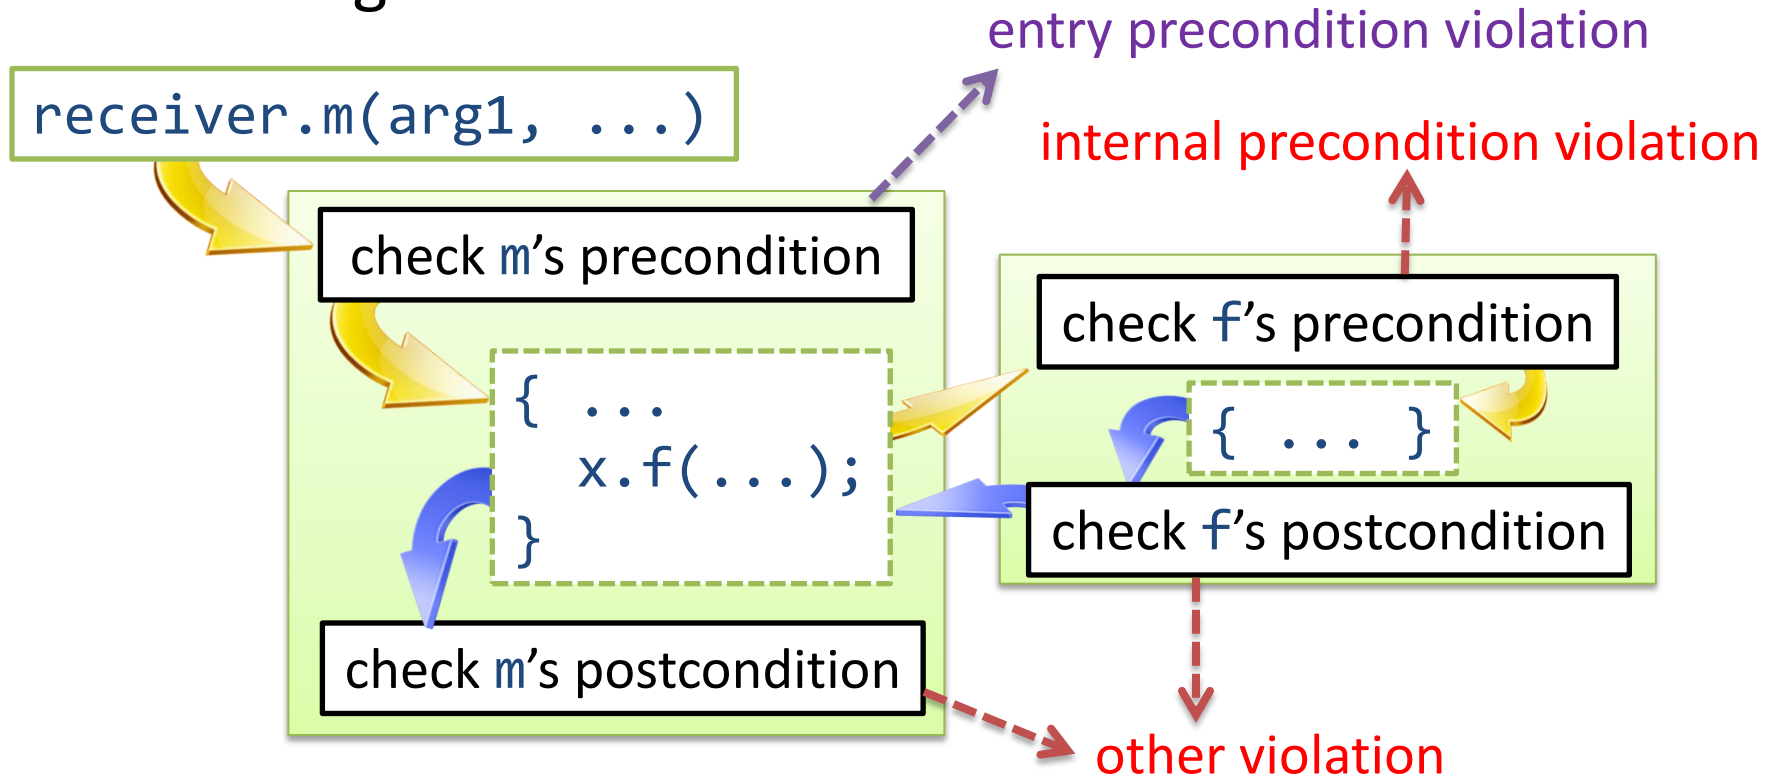 entry precondition violation
receiver.m(arg1, ...)
internal precondition violation
check m’s precondition
check f’s precondition
{ ...
x.f(...);
}
{ ... }
check f’s postcondition
check m’s postcondition
other violation